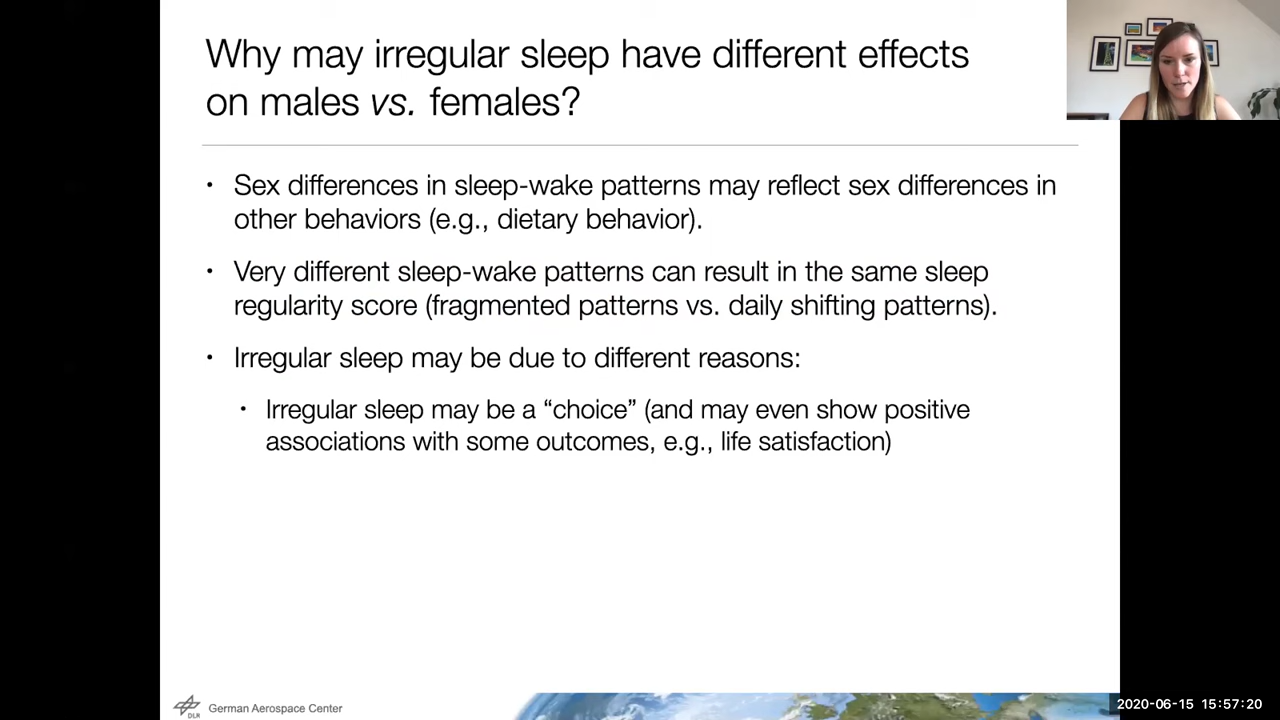 Why may irregular sleep have different effects
on males vs. females?
• Sex differences in sleep-wake patterns may reflect sex differences in
other behaviors (e.g., dietary behavior).
• Very different sleep-wake patterns can result in the same sleep
regularity score (fragmented patterns vs. daily shifting patterns).
• Irregular sleep may be due to different reasons:
• Irregular sleep may be a “choice” (and may even show positive
associations with some outcomes, e.g., life satisfaction)
DLR
German Aerospace Center
2020-06-15 15:57:20